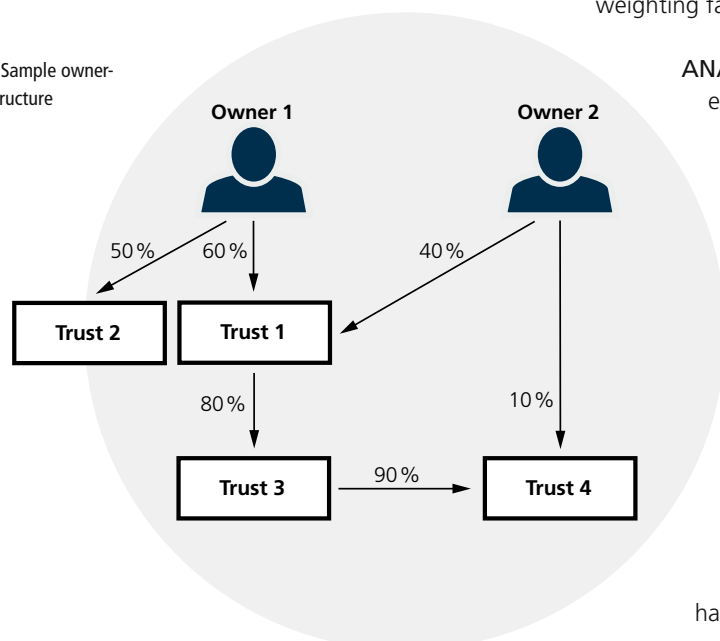 weighting fa
Sample owner-
ructure
ANA
e
Owner 1
Owner 2
50 %
60 %
40 %
Trust 2
Trust 1
80 %
10 %
Trust 3
90 %
Trust 4
ha